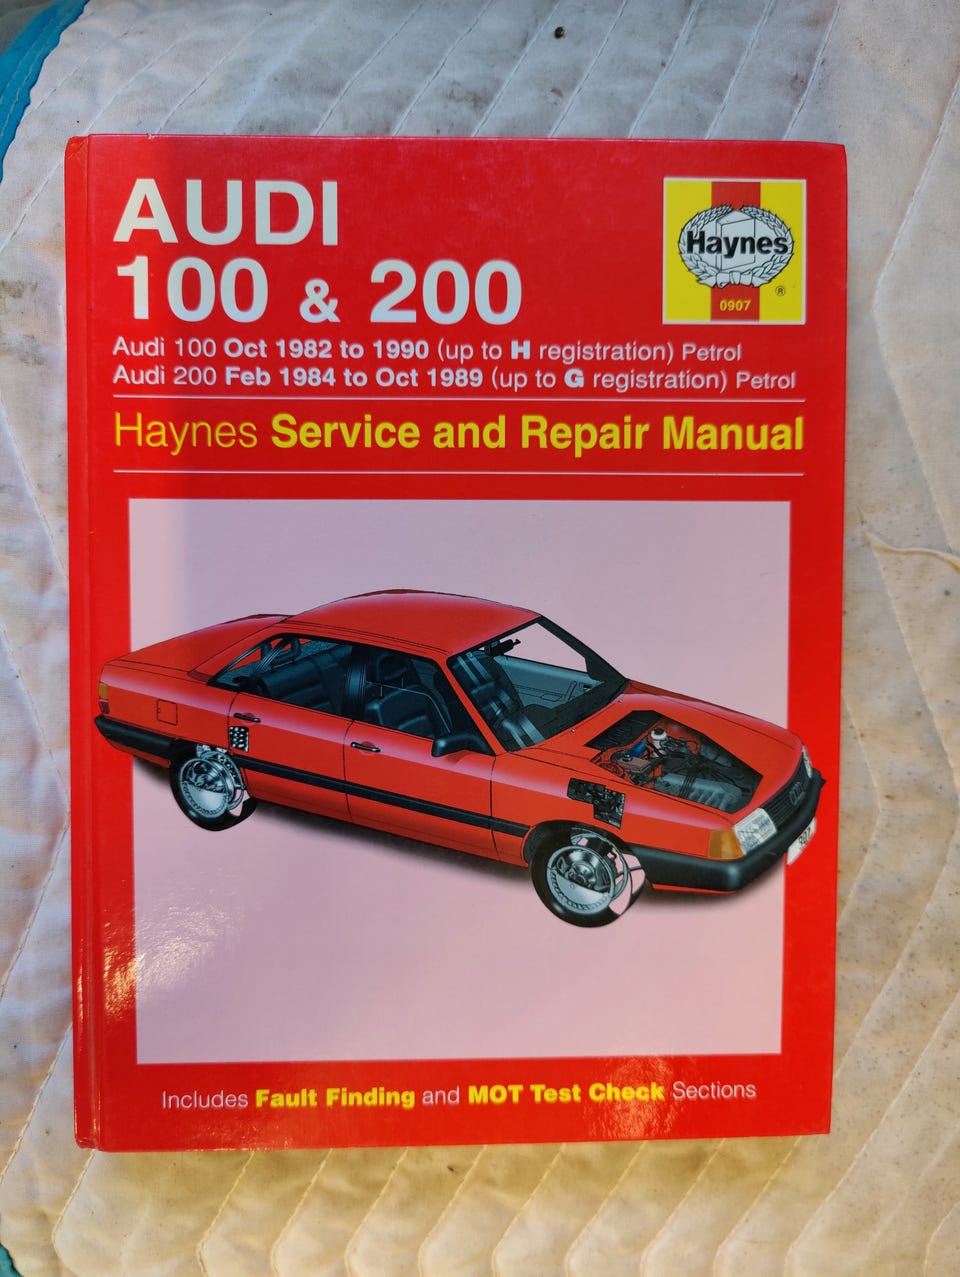 AUDI
100 & 200
Haynes
®
0907
Audi 100 Oct 1982 to 1990 (up to H registration) Petrol
Audi 200 Feb 1984 to Oct 1989 (up to G registration) Petrol
Haynes Service and Repair Manual
907
Includes Fault Finding and MOT Test Check Sections